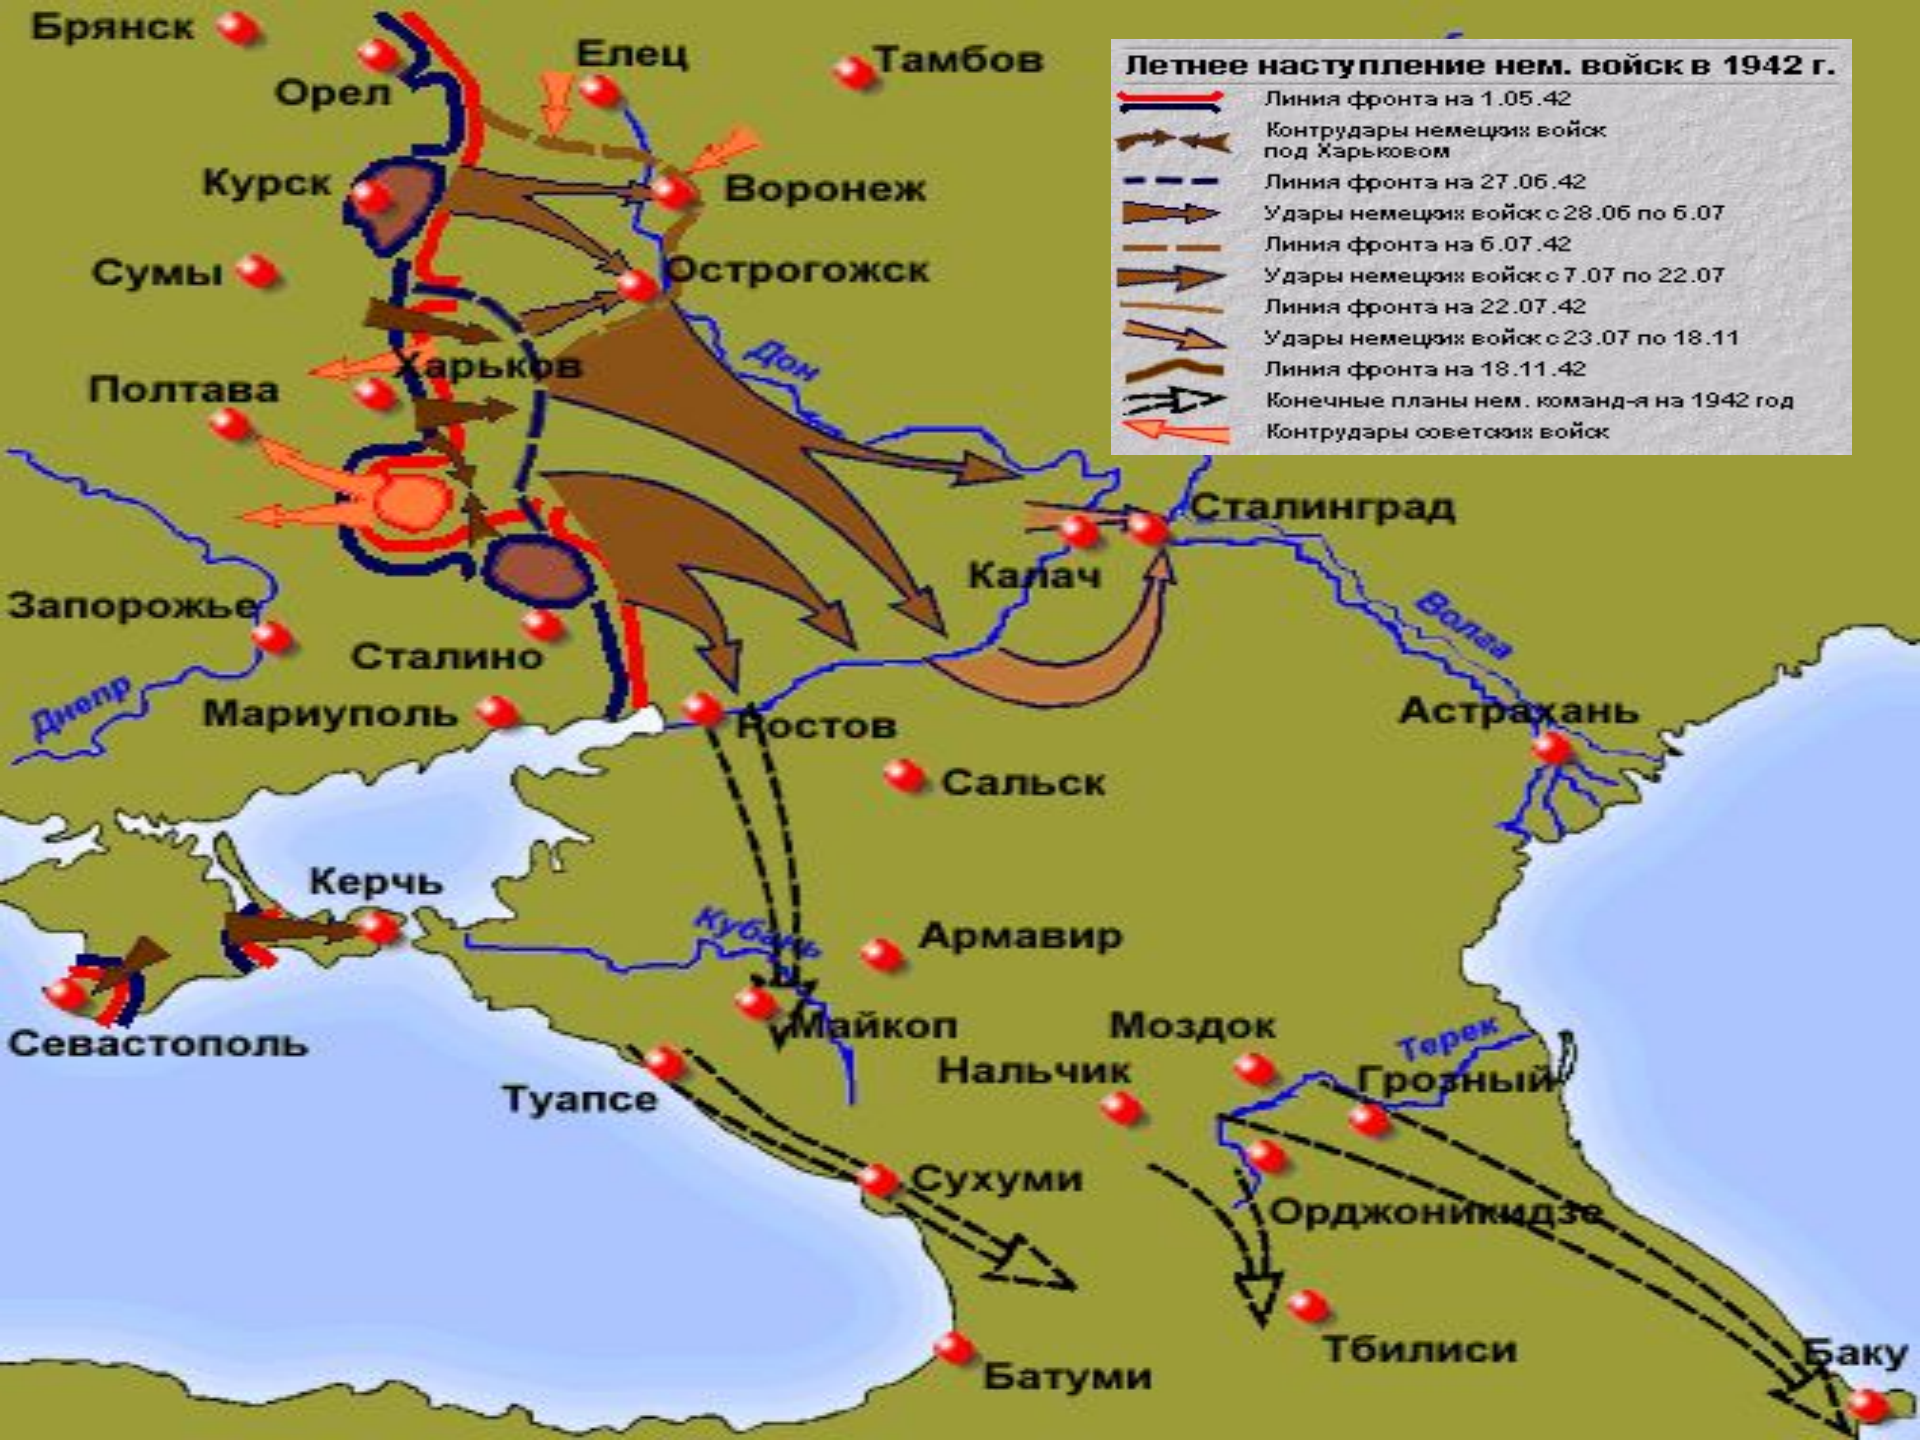 Летнее наступление нем. войск в 1942 г.
Линия фронта на 1.05.42
Контрудары немецких войск
под Харьковом
Линия фронта на 27.06.42
Удары немецких войск с 28.06 по 6.07
Линия фронта на 6.07.42
Удары немецких войск с 7.07 по 22.07
Линия фронта на 22.07.42
Удары немецких войск с 23.07 по 18.11
Линия фронта на 18.11.42
Конечные планы нем. команд-я на 1942 год
Контрудары советских войск
Брянск
Орел
Елец
Тамбов
Курск
Воронеж
Сумы
Острогожск
Дон
Харьков
Полтава
Сталинград
Калач
Запорожье
Волга
Сталино
Днепр
Мариуполь
Ростов
Астрахань
Сальск
Керчь
Кубань
Армавир
Севастополь
Майкоп
Моздок
Терек
Нальчик
Грозный
Туапсе
Сухуми
Орджоникидзе
Тбилиси
Баку
Батуми